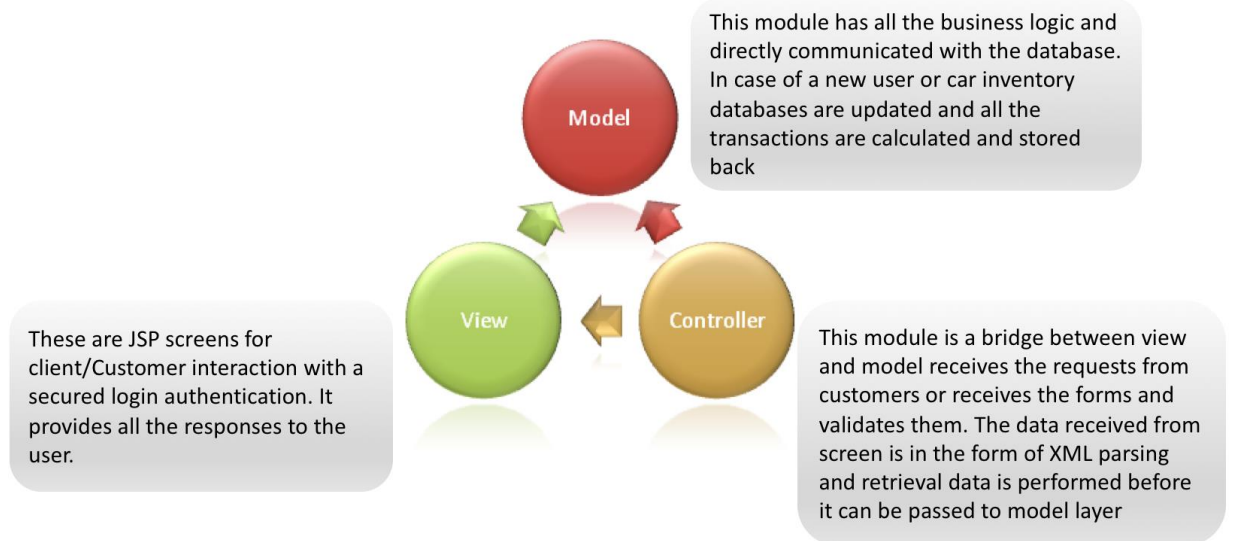 This module has all the business logic and
directly communicated with the database.
In case of a new user or car inventory
databases are updated and all the
transactions are calculated and stored
back
Model
View
Controller
These are JSP screens for
client/Customer interaction with a
secured login authentication. It
provides all the responses to the
user.
This module is a bridge between view
and model receives the requests from
customers or receives the forms and
validates them. The data received from
screen is in the form of XML parsing
and retrieval data is performed before
it can be passed to model layer